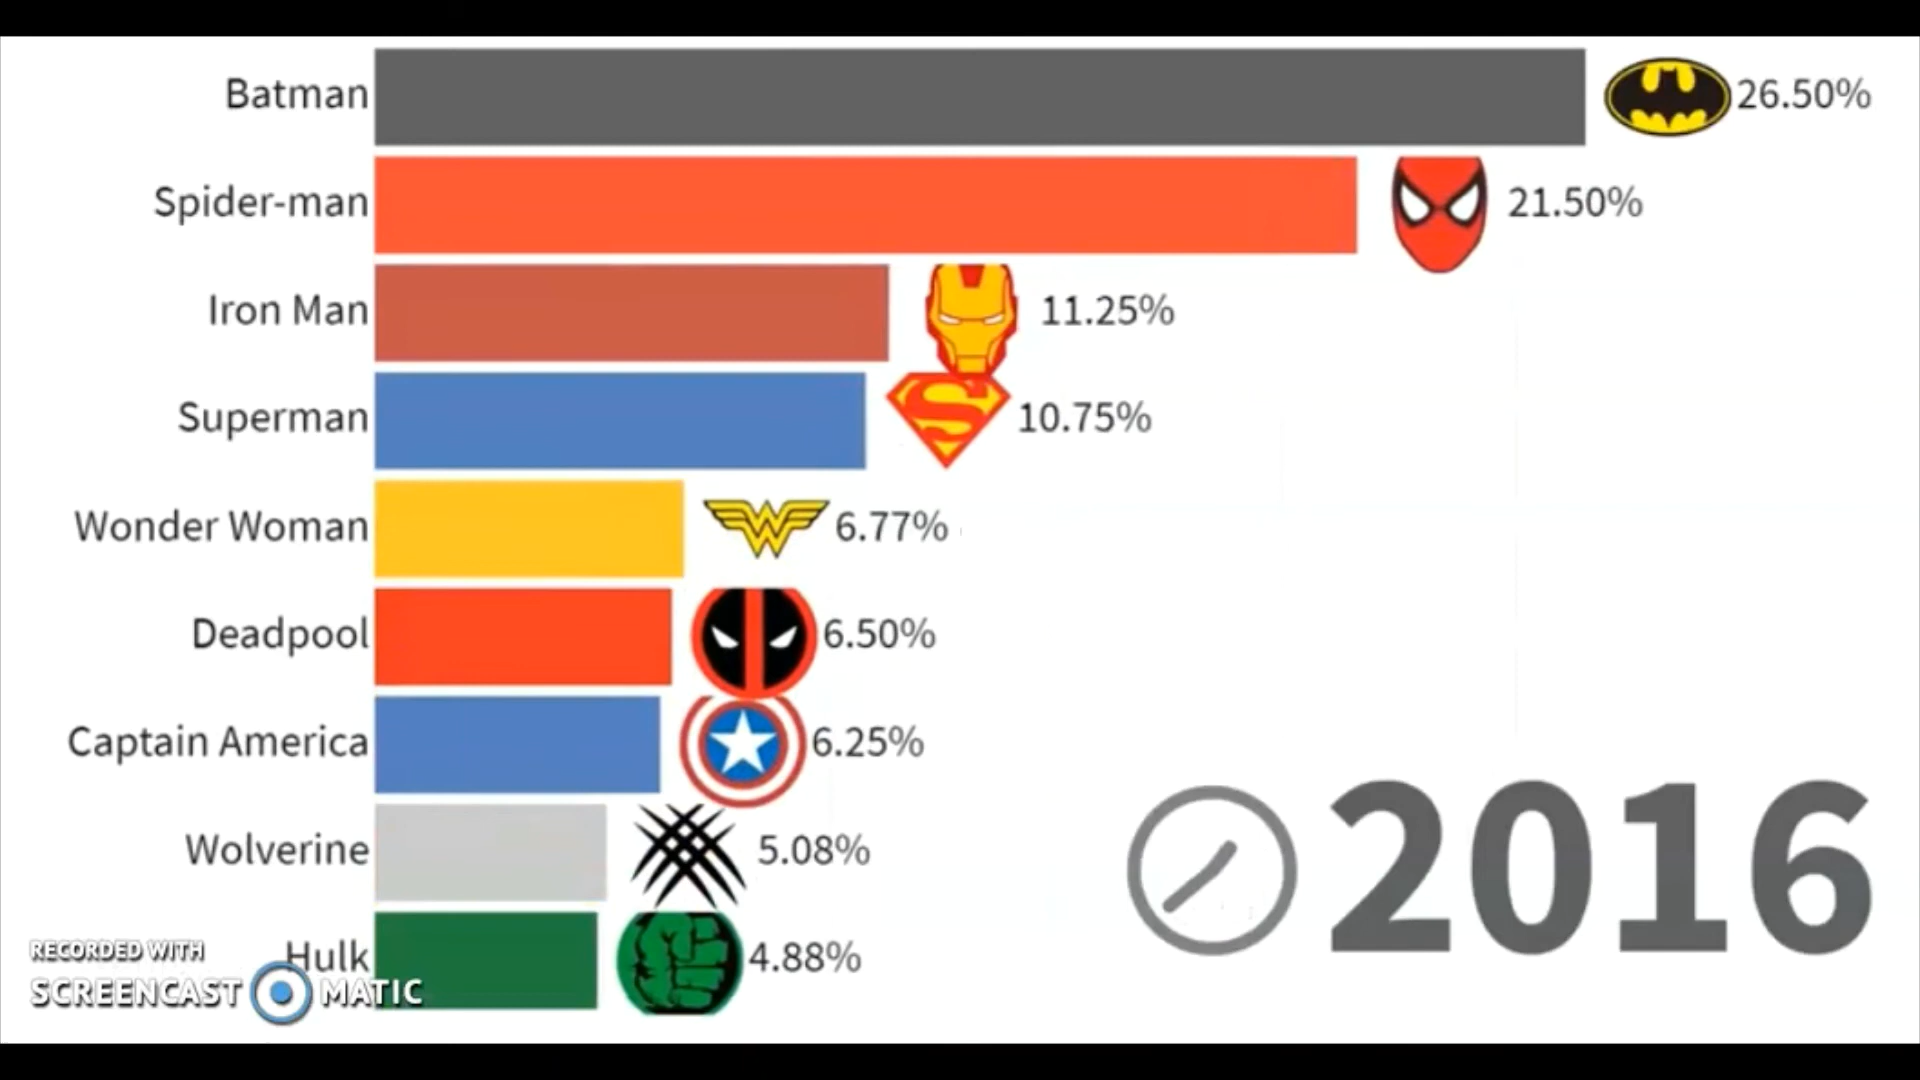 Batman 26.50%
Spider-man 21.50%
Iron Man 11.25%
Superman 10.75%
Wonder Woman 6.77%
Deadpool 6.50%
Captain America 6.25%
Wolverine 5.08%
Hulk 4.88%
2016
RECORDED WITH
SCREENCAST MATIC